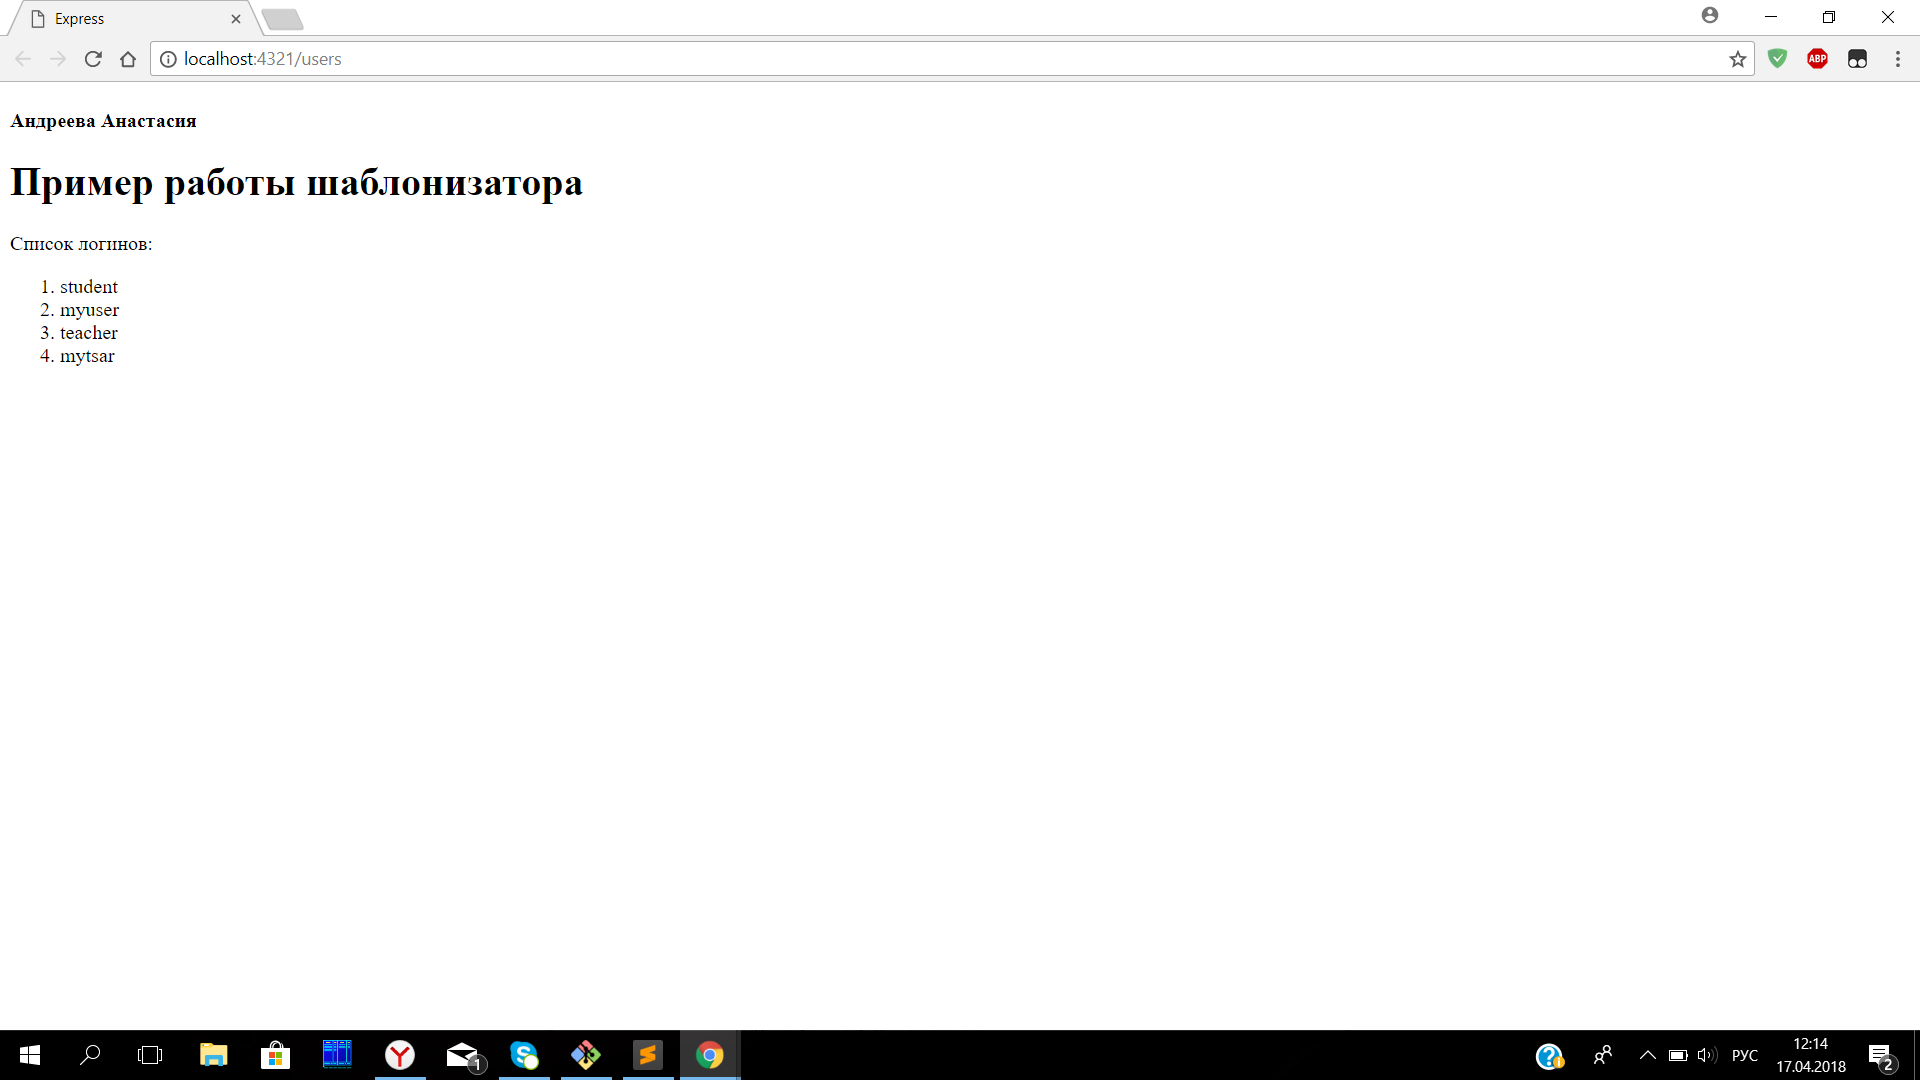 Express
localhost:4321/users
ABP
Андреева Анастасия
Пример работы шаблонизатора
Список логинов:
1. student
2. myuser
3. teacher
4. mytsar
1
РУС
12:14
17.04.2018
2